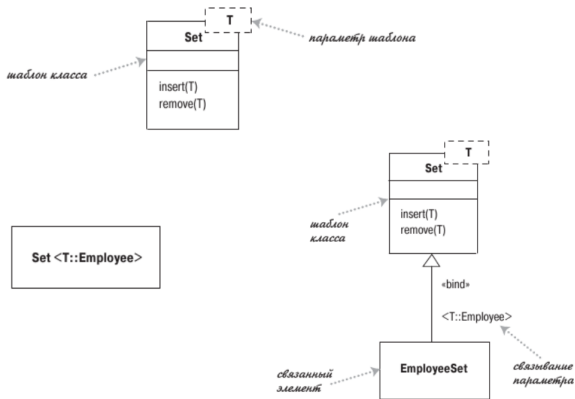 T
Set
параметр шаблона
шаблон класса
insert(T)
remove(T)
T
Set
шаблон
класса
insert(T)
remove(T)
Set <T::Employee>
«bind»
<T::Employee>
связанный
элемент
EmployeeSet
связывание
параметра